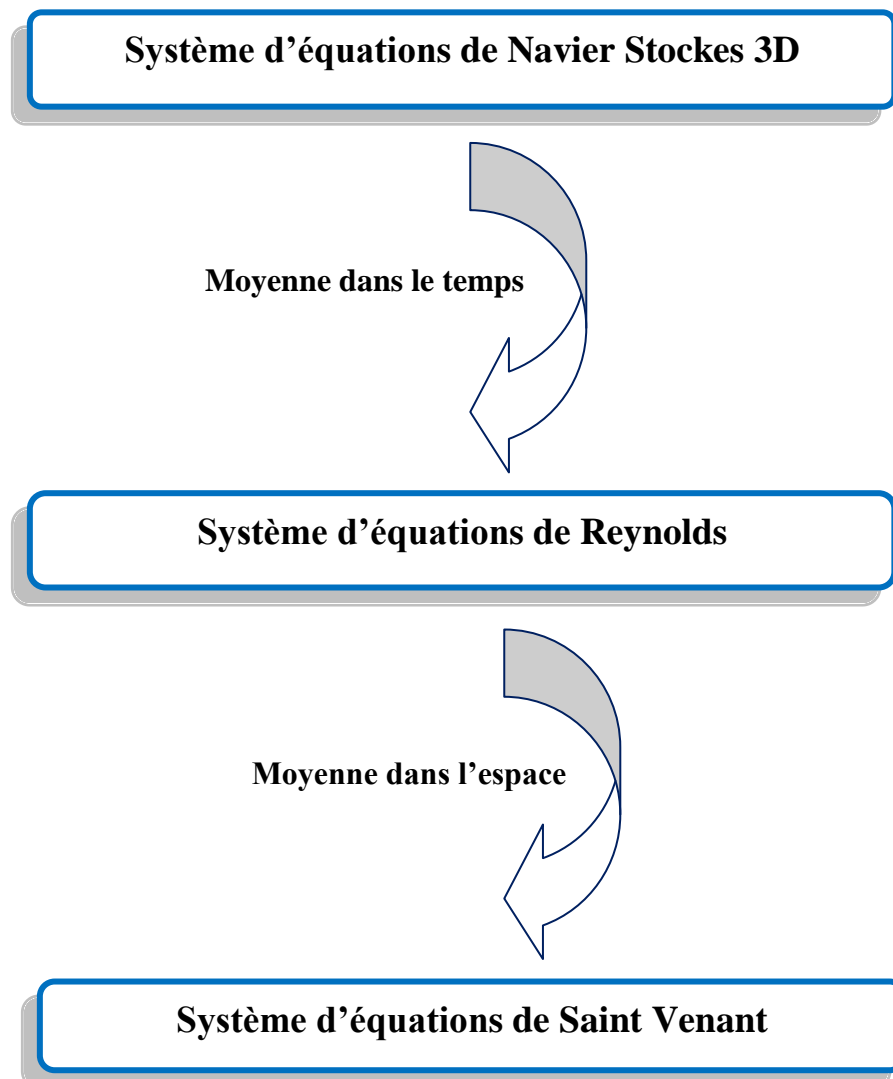 Système d’équations de Navier Stockes 3D
Moyenne dans le temps
Système d’équations de Reynolds
Moyenne dans l’espace
Système d’équations de Saint Venant